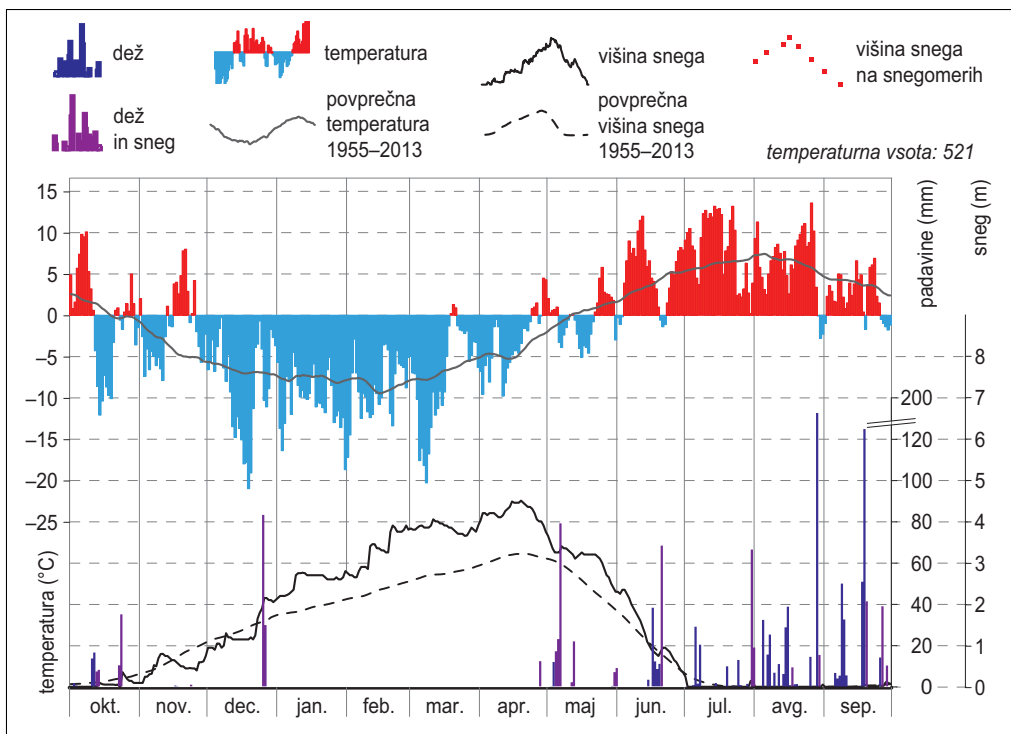 dež
temperatura
višina snega
višina snega
na snegomerih
dež
in sneg
povprečna
temperatura
1955–2013
povprečna
višina snega
1955–2013
temperaturna vsota: 521
15
10
5
0
−5
−10
−15
−20
−25
temperatura (°C)
padavine (mm)
200
120
100
80
60
40
20
0
sneg (m)
8
7
6
5
4
3
2
1
0
okt.
nov.
dec.
jan.
feb.
mar.
apr.
maj
jun.
jul.
avg.
sep.